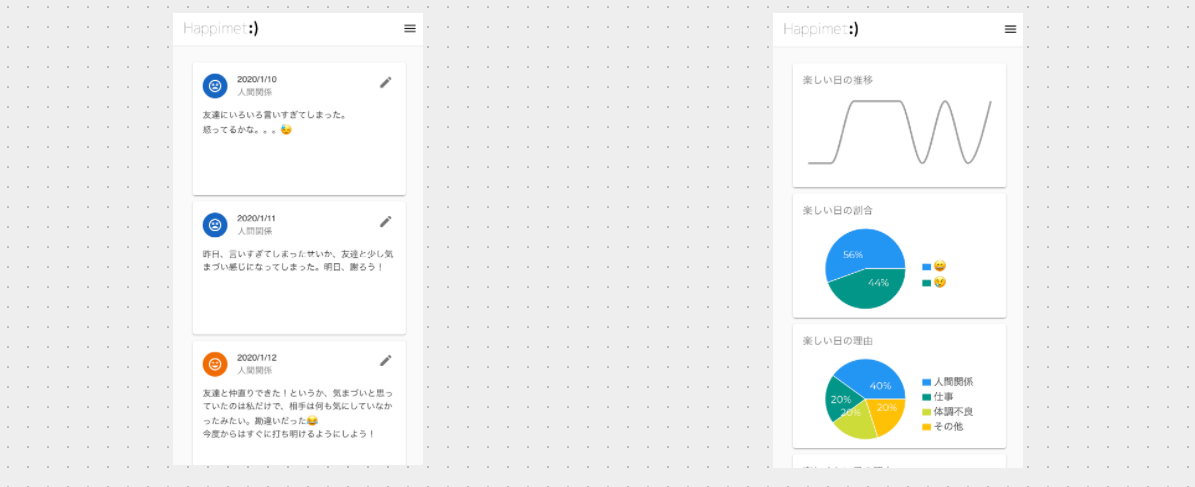 Happimet:)
2020/1/10
人間関係
友達にいろいろ言いすぎてしまった。
怒ってるかな。。。😓
2020/1/11
人間関係
昨日、言いすぎてしまったせいか、友達と少し気
まづい感じになってしまった。明日、謝ろう！
2020/1/12
人間関係
友達と仲直りできた！というか、気まづいと思っ
ていたのは私だけで、相手は何も気にしていなか
ったみたい。勘違いだった😂
今度からはすぐに打ち明けるようにしよう！
Happimet:)
楽しい日の推移
楽しい日の割合
56%
44%
😄
😢
楽しい日の理由
40%
20%
20%
20%
人間関係
仕事
体調不良
その他